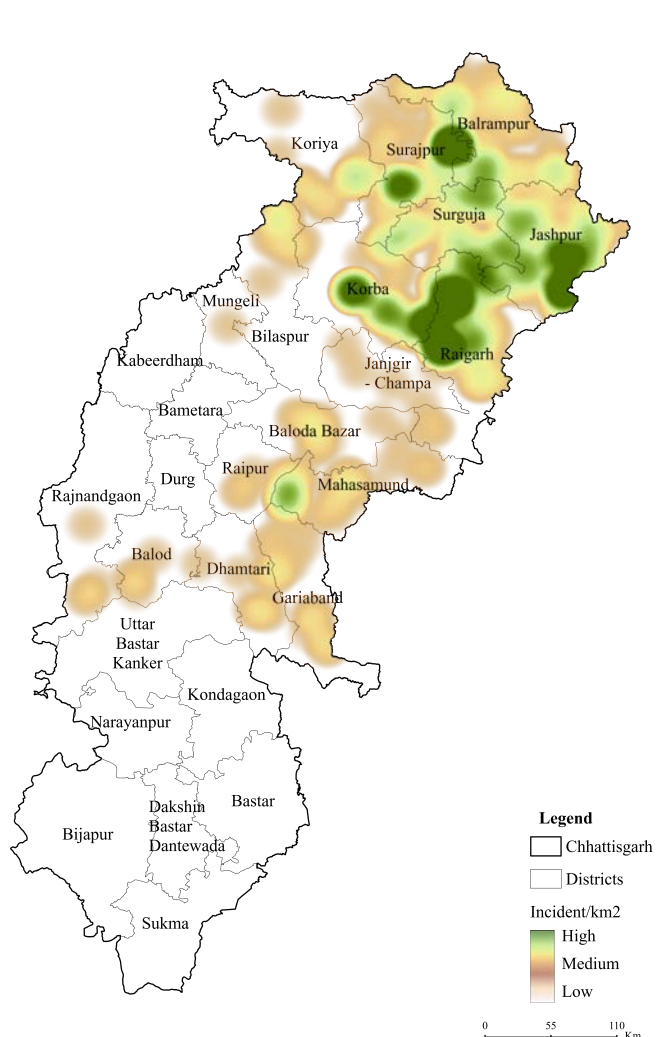 Balrampur
Koriya
Surajpur
Surguja
Jashpur
Korba
Mungeli
Bilaspur
Raigarh
Kabeerdham
Janjgir
- Champa
Bametara
Baloda Bazar
Raipur
Durg
Mahasamund
Rajnandgaon
Balod
Dhamtari
Gariaband
Uttar
Bastar
Kanker
Kondagaon
Narayanpur
Bastar
Dakshin
Bastar
Dantewada
Bijapur
Sukma
Legend
Chhattisgarh
Districts
Incident/km2
High
Medium
Low
0 55 110
Km